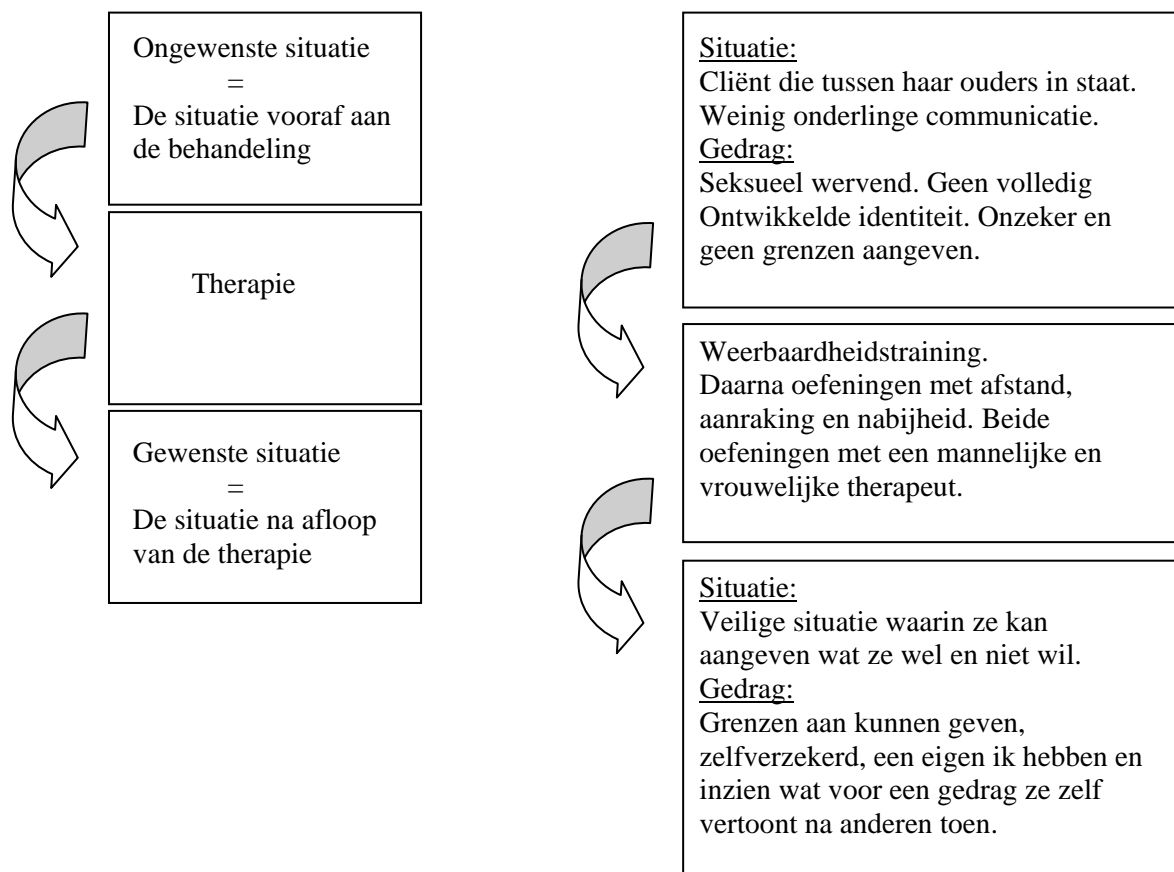 Ongewenste situatie
=
De situatie vooraf aan
de behandeling
Therapie
Gewenste situatie
=
De situatie na afloop
van de therapie
Situatie:
Cliënt die tussen haar ouders in staat.
Weinig onderlinge communicatie.
Gedrag:
Seksueel wervend. Geen volledig
Ontwikkelde identiteit. Onzeker en
geen grenzen aangeven.
Weerbaardheidstraining.
Daarna oefeningen met afstand,
aanraking en nabijheid. Beide
oefeningen met een mannelijke en
vrouwelijke therapeut.
Situatie:
Veilige situatie waarin ze kan
aangeven wat ze wel en niet wil.
Gedrag:
Grenzen aan kunnen geven,
zelfverzekerd, een eigen ik hebben en
inzien wat voor een gedrag ze zelf
vertoont na anderen toen.